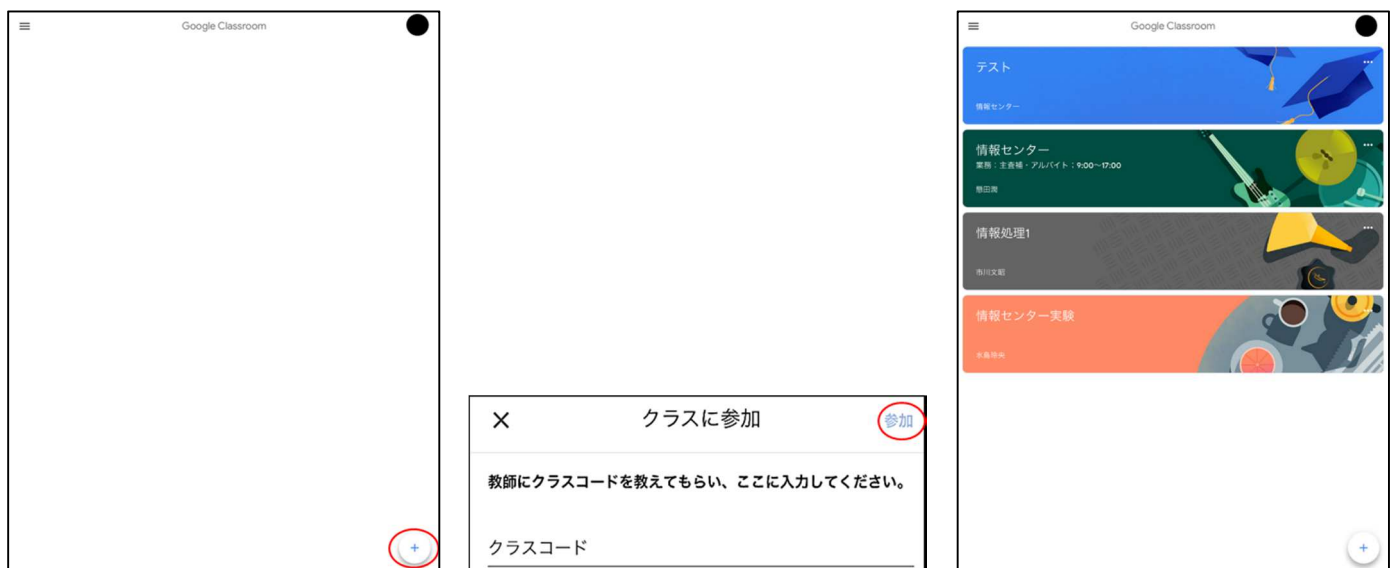 Google Classroom
+
×
クラスに参加
参加
教師にクラスコードを教えてもらい、ここに入力してください。
クラスコード
Google Classroom
テスト
情報センター
情報センター
業務：主査補・アルバイト：9:00～17:00
情報処理1
市川文昭
情報センター実験
+